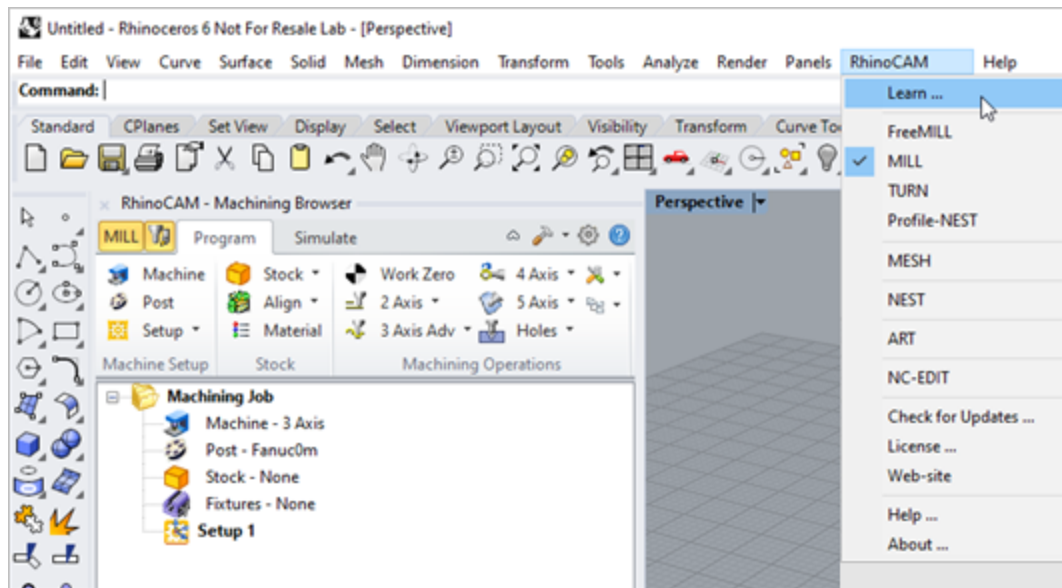 Untitled - Rhinoceros 6 Not For Resale Lab - [Perspective]
File Edit View Curve Surface Solid Mesh Dimension Transform Tools Analyze Render Panels RhinoCAM Help
Command:
Standard CPlanes Set View Display Select Viewport Layout Visibility Transform Curve
RhinoCAM - Machining Browser
MILL Program Simulate
Machine Stock Work Zero 4 Axis
Post Align 2 Axis 5 Axis
Setup Material 3 Axis Adv Holes
Machine Setup Stock Machining Operations
Machining Job
Machine - 3 Axis
Post - Fanuc0m
Stock - None
Fixtures - None
Setup 1
Perspective
Learn ...
FreeMILL
MILL
TURN
Profile-NEST
MESH
NEST
ART
NC-EDIT
Check for Updates ...
License ...
Web-site
Help ...
About ...